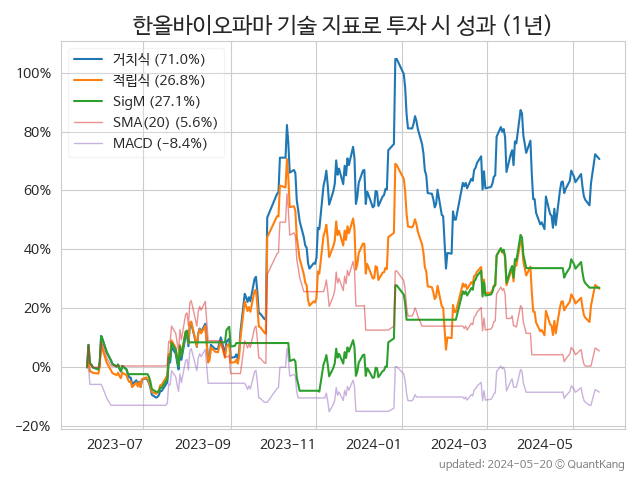 한올바이오파마 기술 지표로 투자 시 성과 (1년)
거치식 (71.0%)
적립식 (26.8%)
SigM (27.1%)
SMA(20) (5.6%)
MACD (−8.4%)
100%
80%
60%
40%
20%
0%
−20%
2023−07
2023−09
2023−11
2024−01
2024−03
2024−05
updated: 2024−05−20 © QuantKang